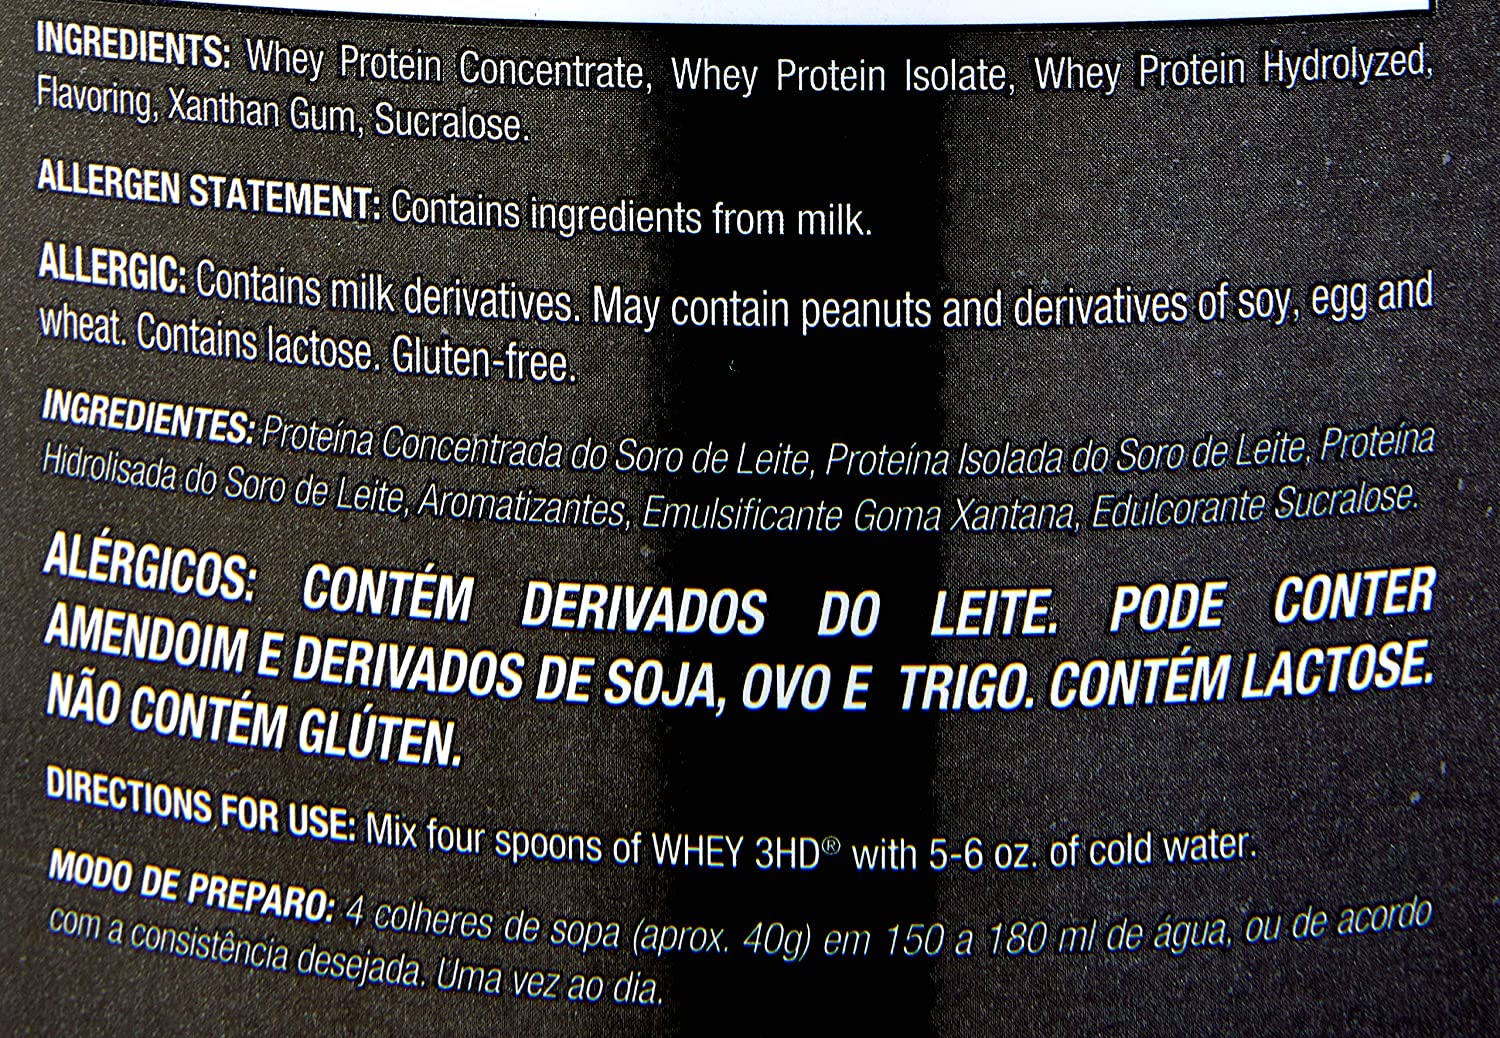 INGREDIENTS: Whey Protein Concentrate, Whey Protein Isolate, Whey Protein Hydrolyzed,
Flavoring, Xanthan Gum, Sucralose.
ALLERGEN STATEMENT: Contains ingredients from milk.
ALLERGIC: Contains milk derivatives. May contain peanuts and derivatives of soy, egg and
wheat. Contains lactose. Gluten-free.
INGREDIENTES: Proteína Concentrada do Soro de Leite, Proteína Isolada do Soro de Leite, Proteína
Hidrolisada do Soro de Leite, Aromatizantes, Emulsificante Goma Xantana, Edulcorante Sucralose.
ALÉRGICOS: CONTÉM DERIVADOS DO LEITE. PODE CONTER
AMENDOIM E DERIVADOS DE SOJA, OVO E TRIGO. CONTÉM LACTOSE.
NÃO CONTÉM GLÚTEN.
DIRECTIONS FOR USE: Mix four spoons of WHEY 3HD® with 5-6 oz. of cold water.
MODO DE PREPARO: 4 colheres de sopa (aprox. 40g) em 150 a 180 ml de água, ou de acordo
com a consistência desejada. Uma vez ao dia.